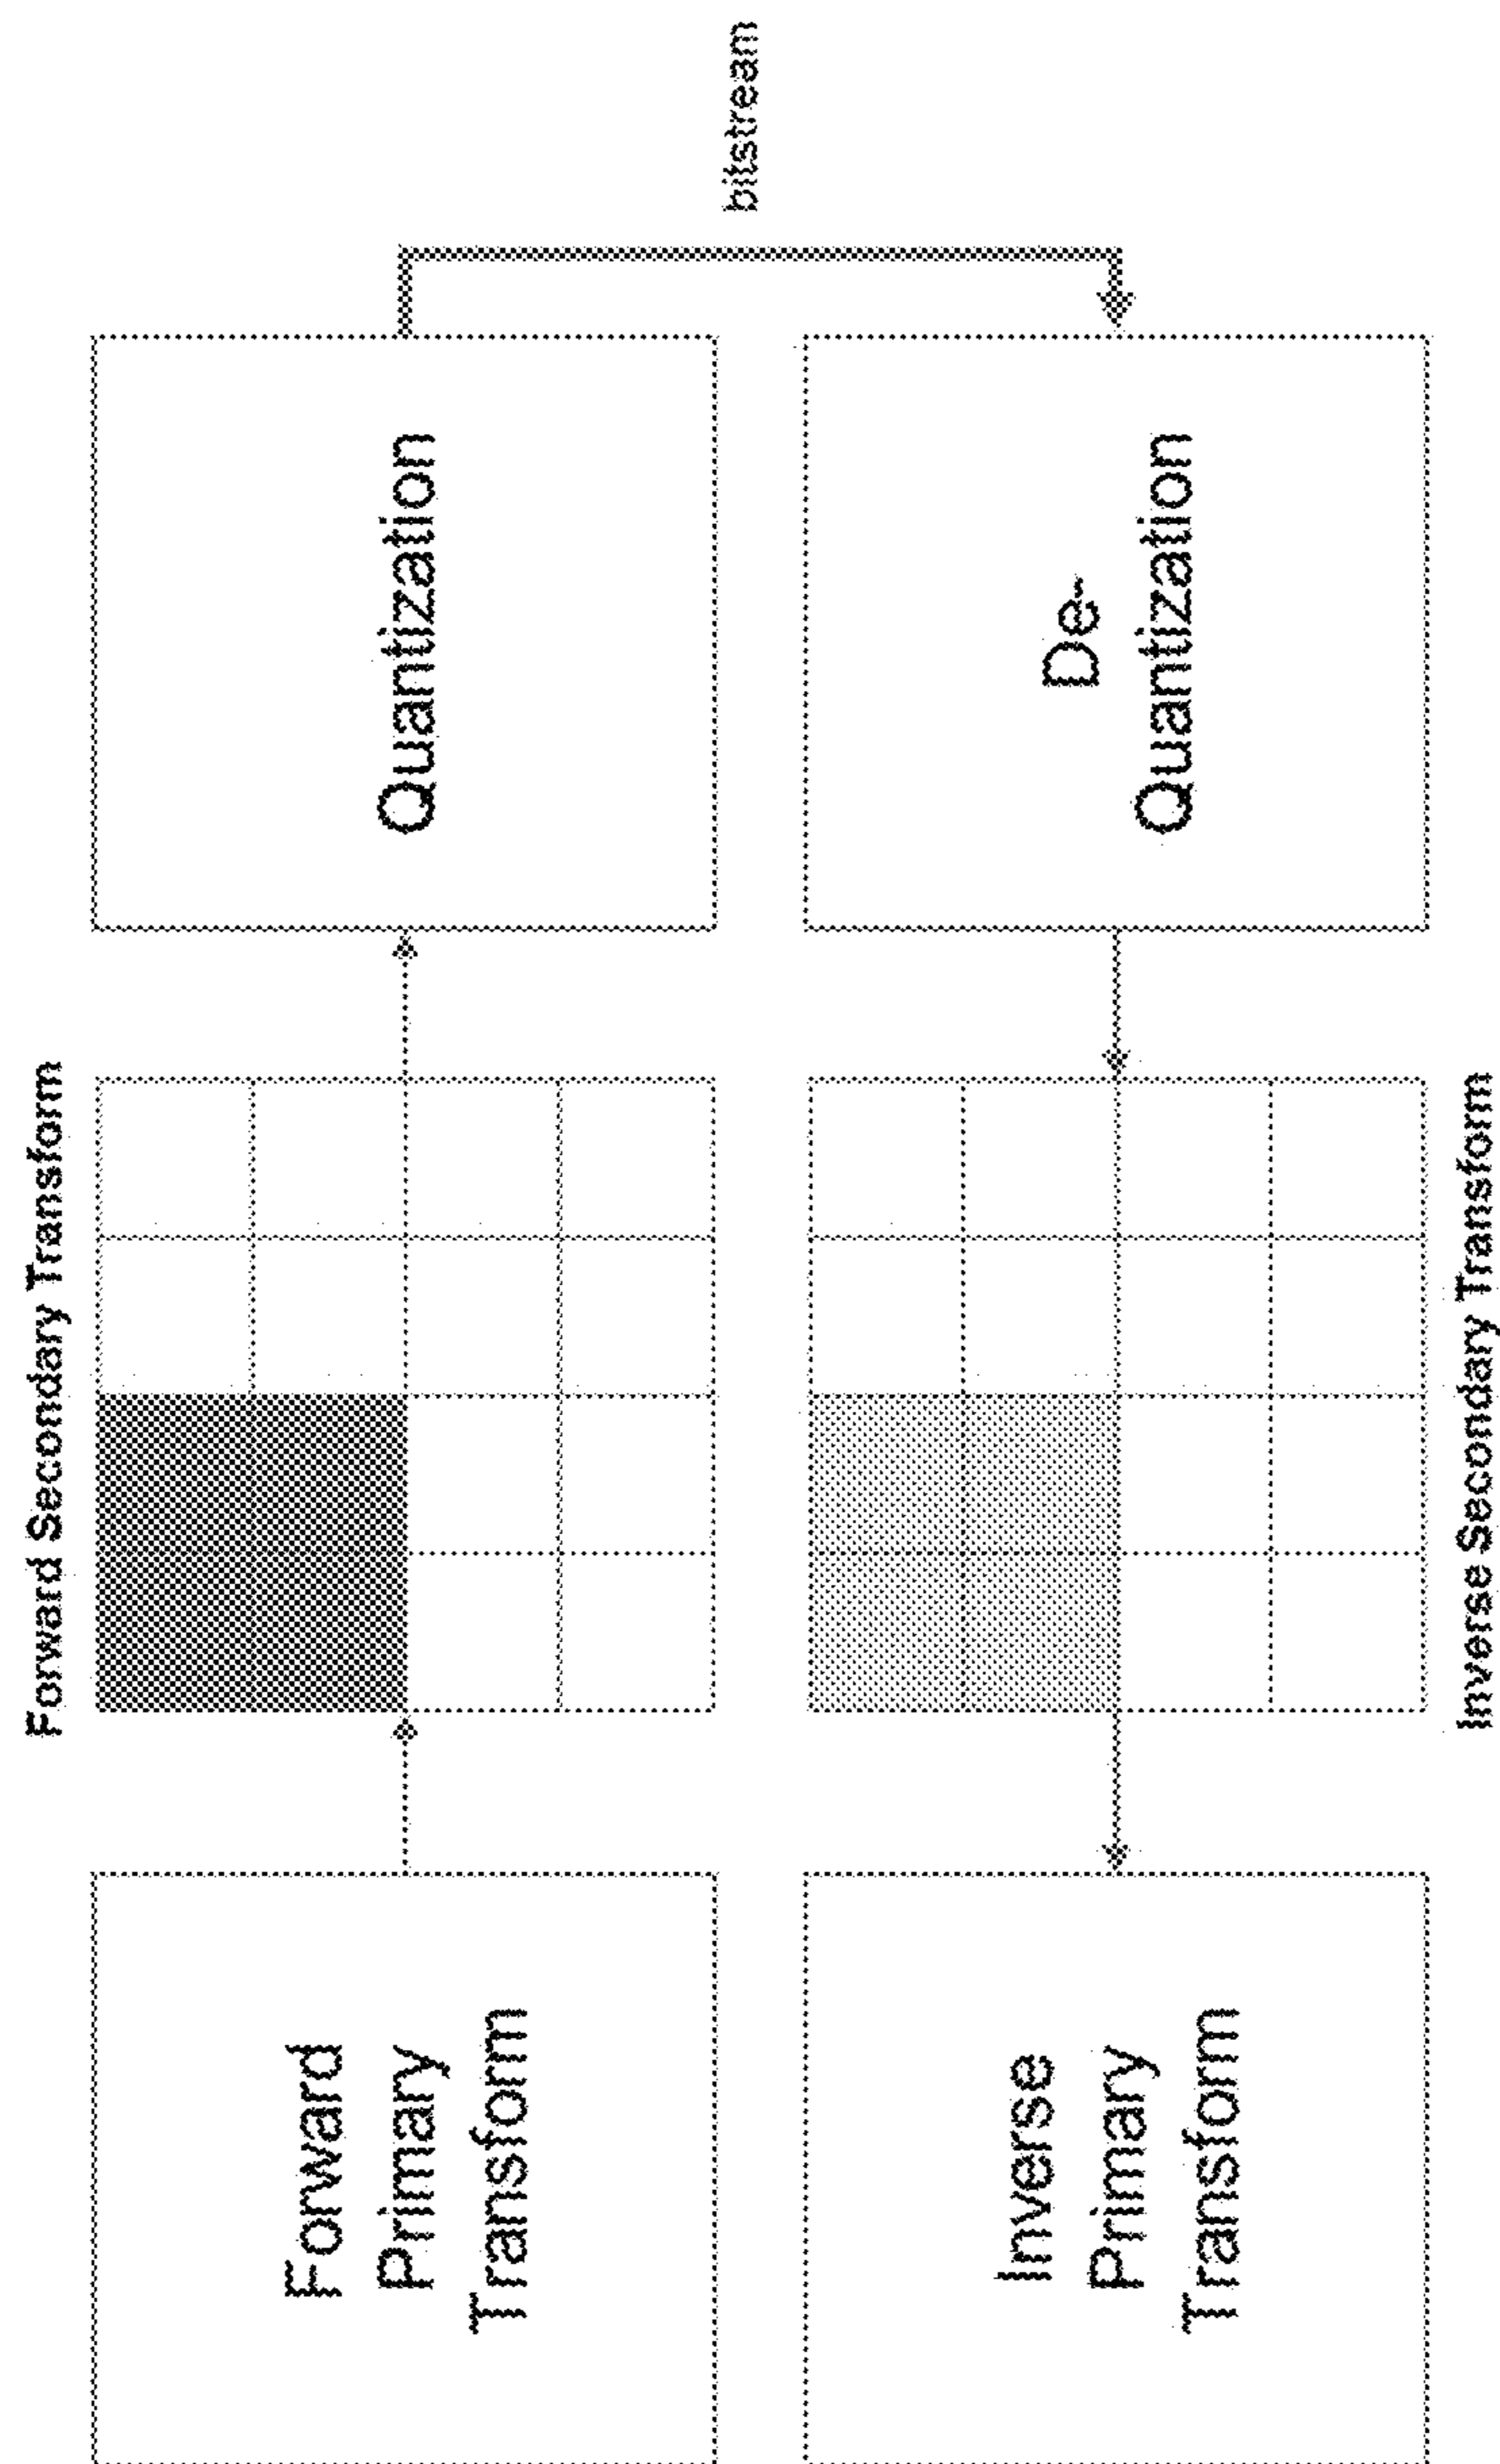 Forward Secondary Transform
Forward
Primary
Transform
Quantization
bitstream
Inverse
Primary
Transform
De-
Quantization
Inverse Secondary Transform